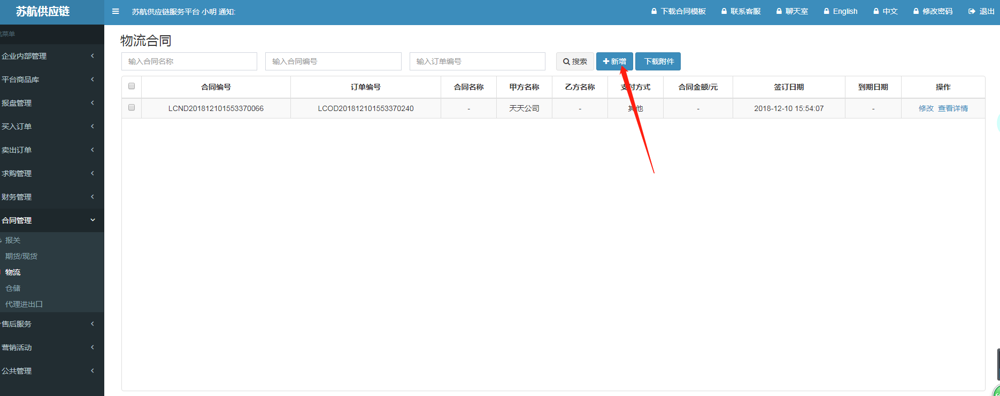 苏航供应链
苏航供应链服务平台 小明 通知:
下载合同模板 联系客服 聊天室 English 中文 修改密码 退出
菜单
企业内部管理
平台商品库
报盘管理
买入订单
卖出订单
求购管理
财务管理
合同管理
报关
期货/现货
物流
仓储
代理进出口
售后服务
营销活动
公共管理
物流合同
输入合同名称 输入合同编号 输入订单编号 搜索 新增 下载附件
合同编号 订单编号 合同名称 甲方名称 乙方名称 支付方式 合同金额/元 签订日期 到期日期 操作
LCND201812101553370066 LCOD201812101553370240 - 天天公司 - 其他 - 2018-12-10 15:54:07 - 修改 查看详情